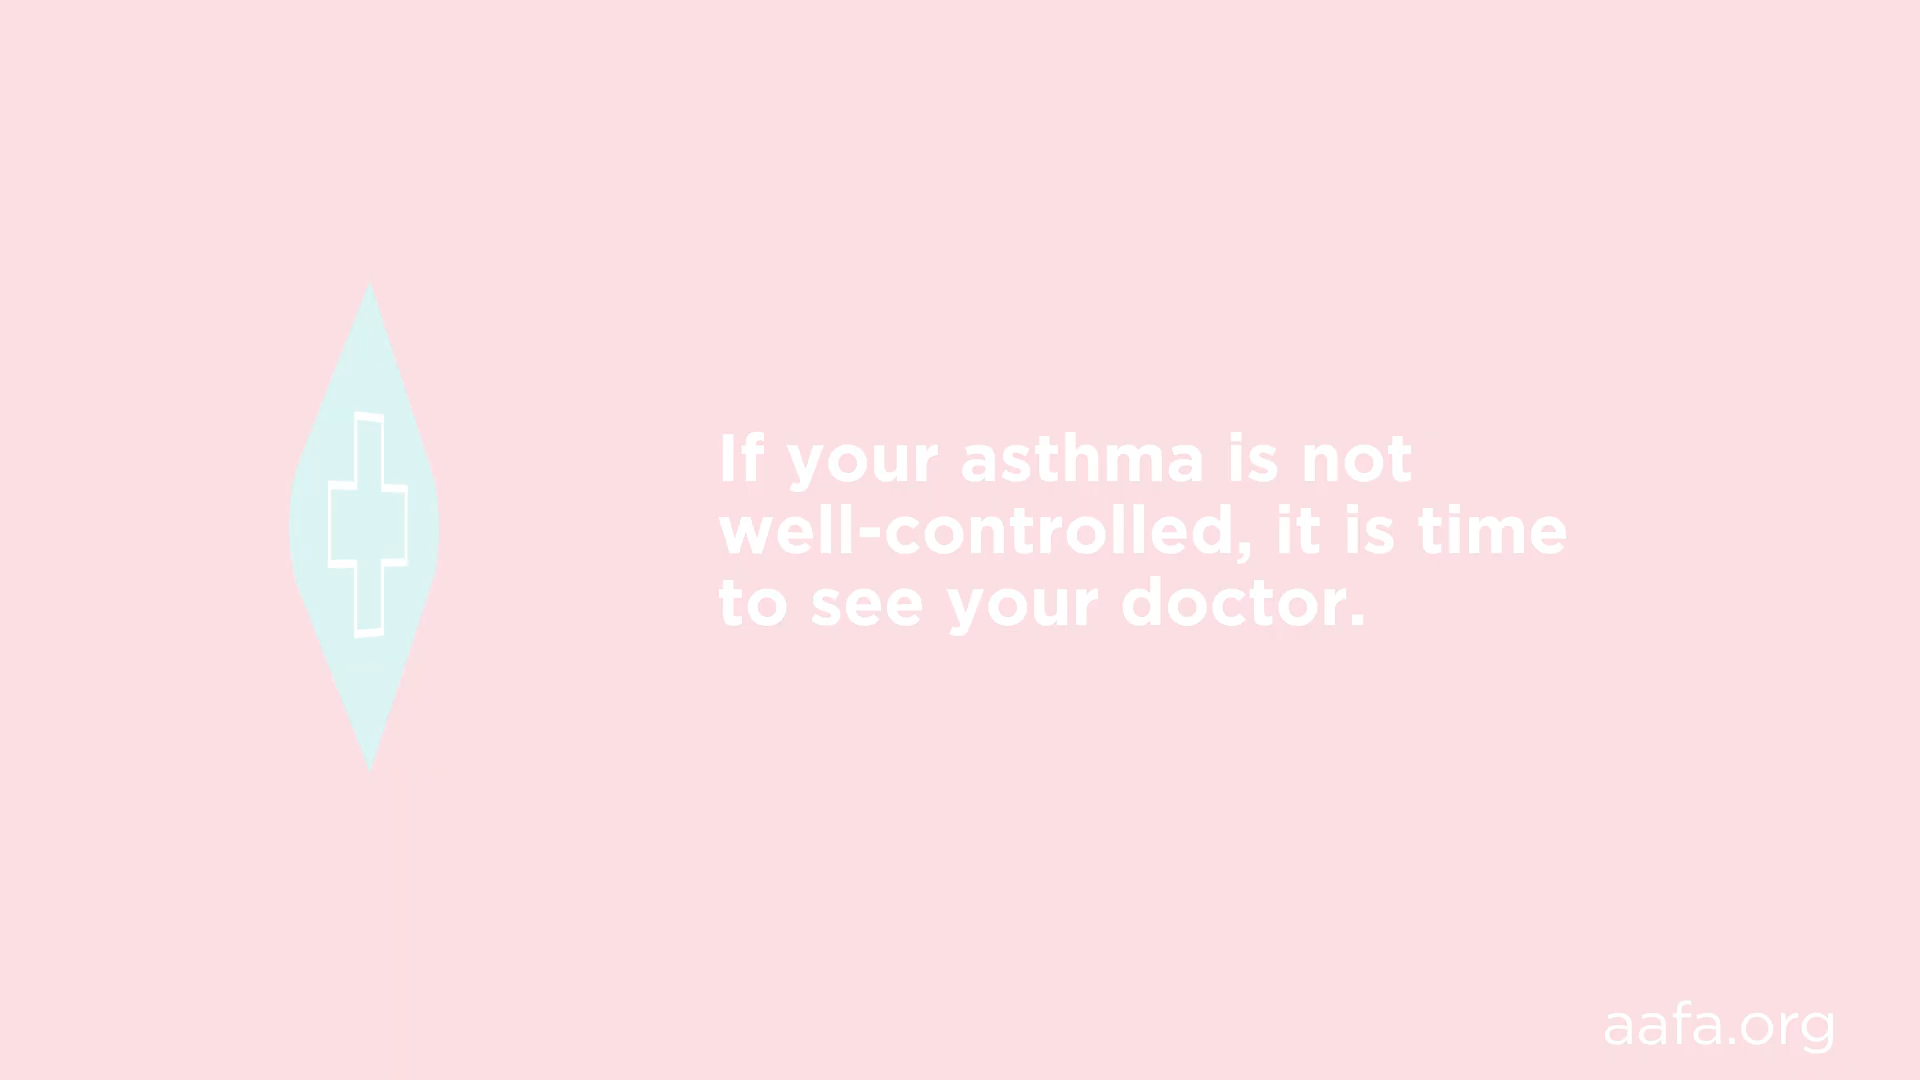 If your asthma is not
well-controlled, it is time
to see your doctor.
aafa.org